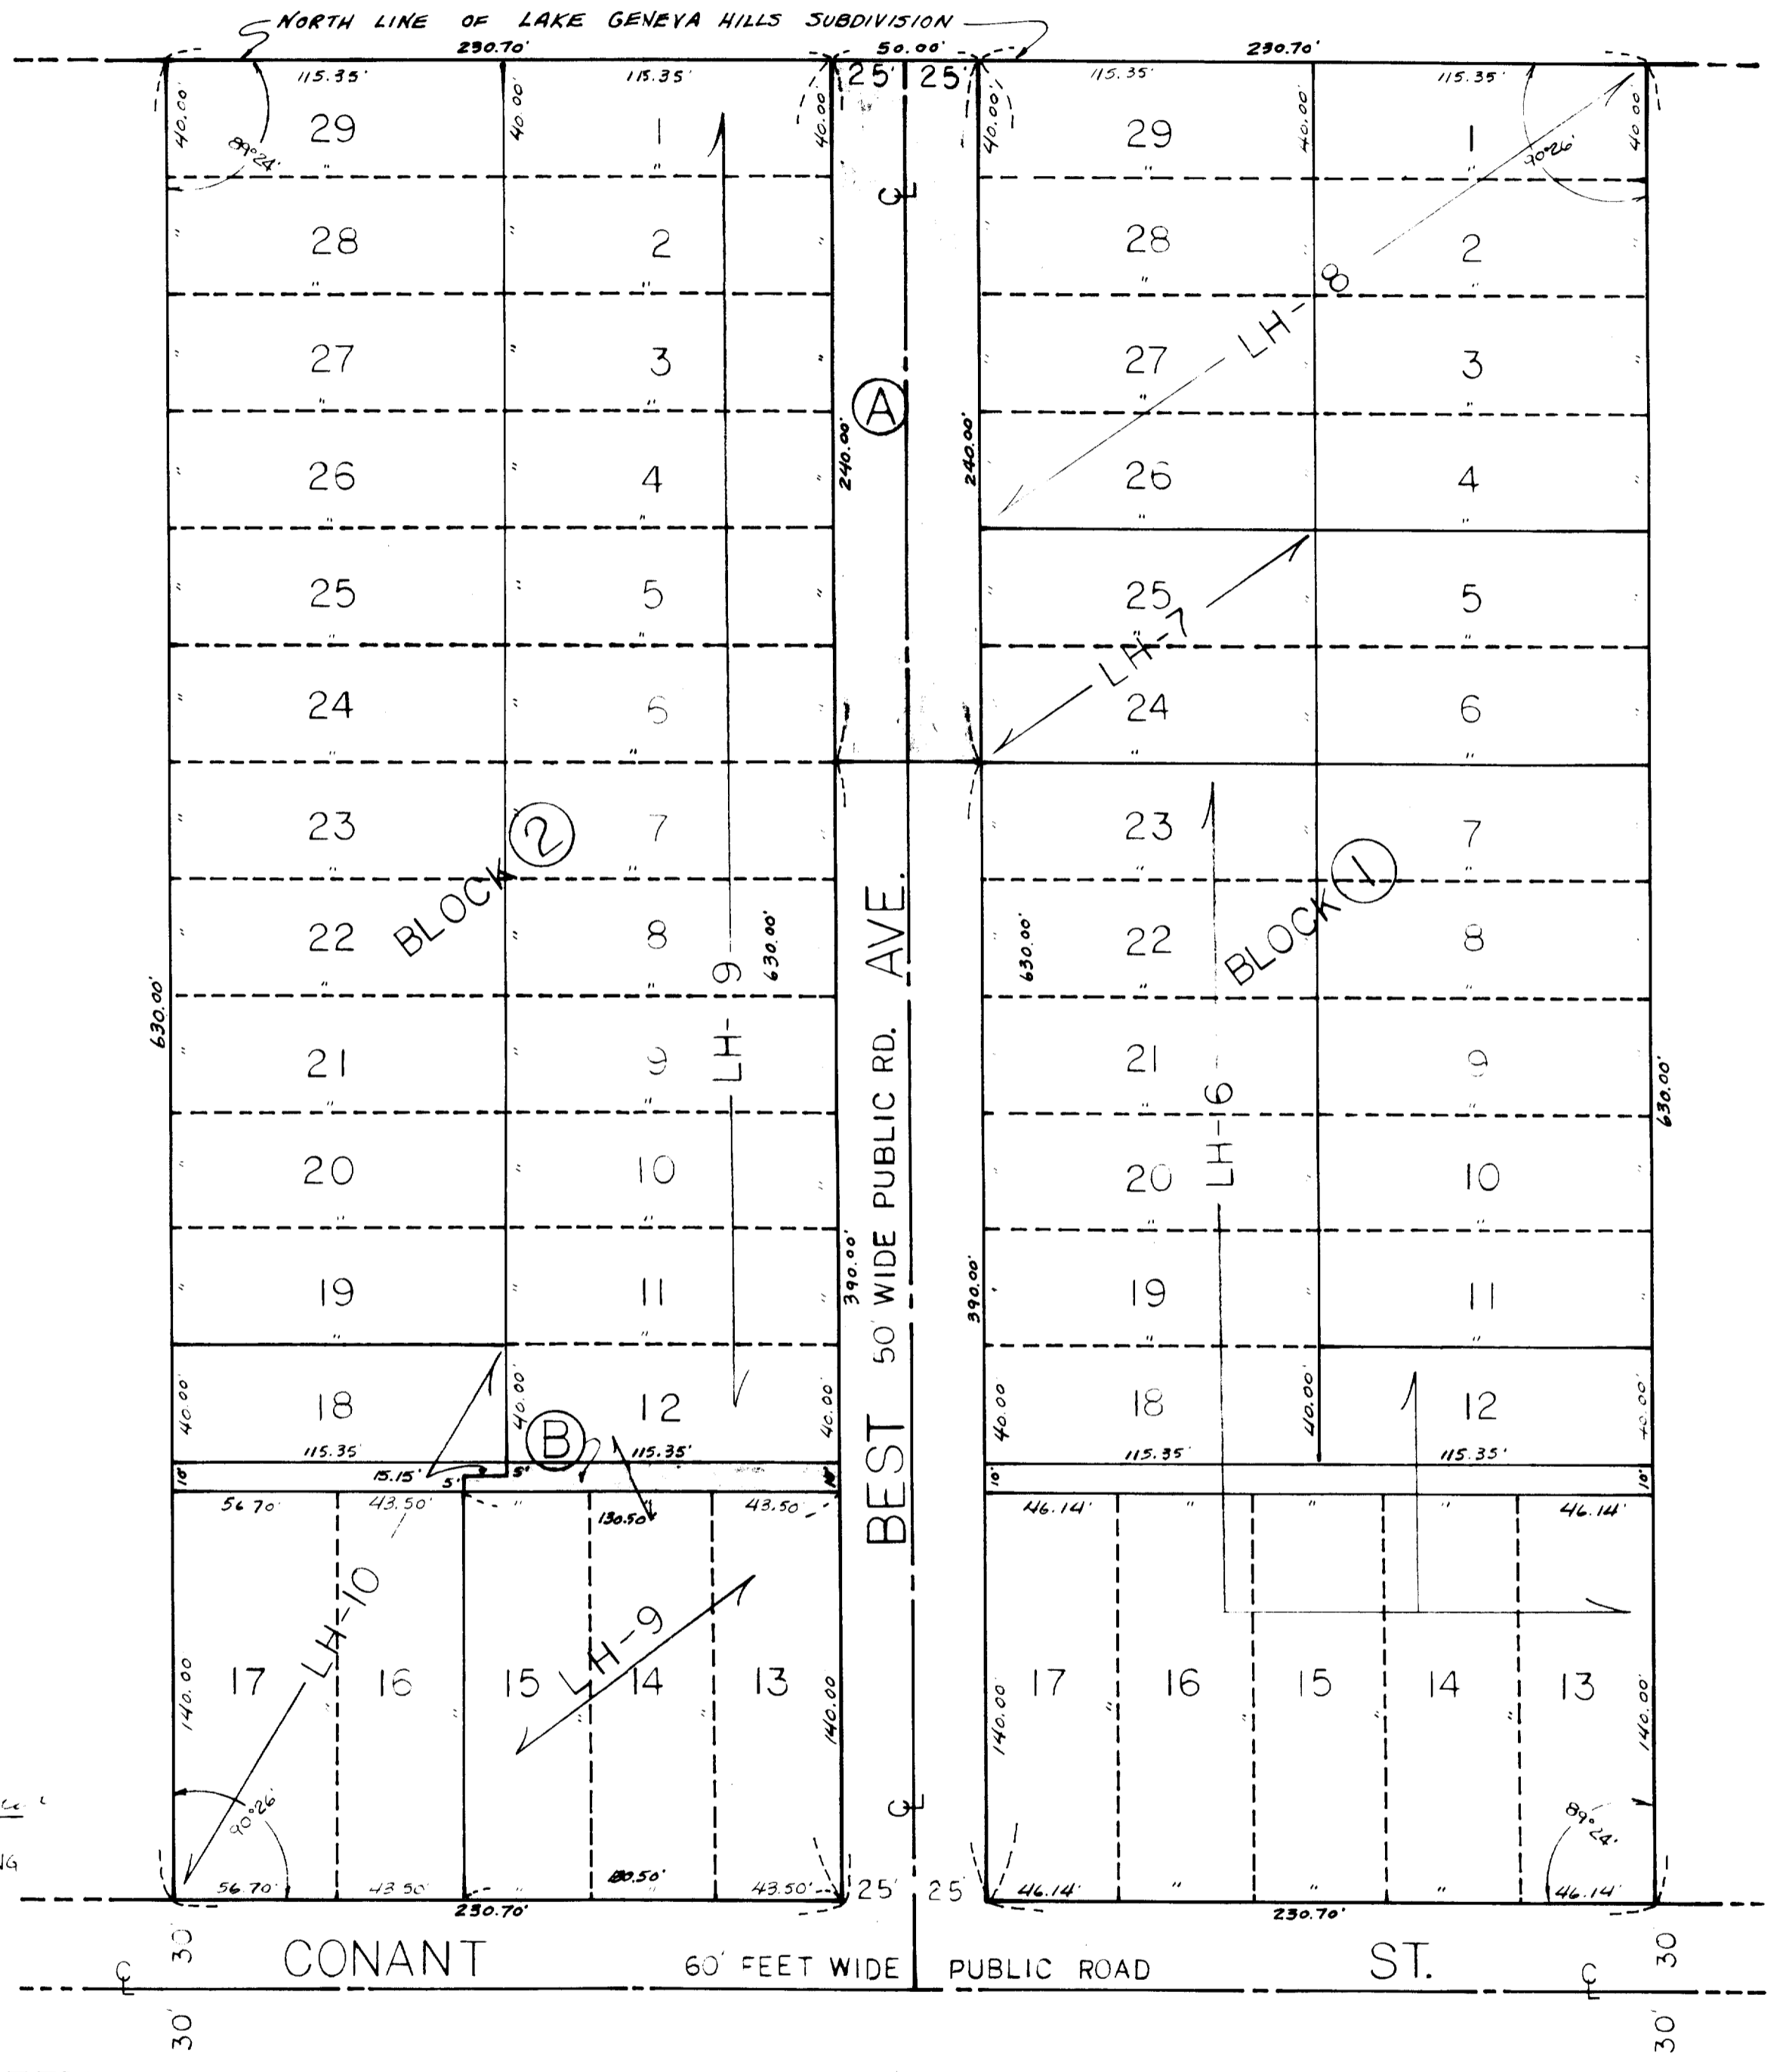 NORTH LINE OF LAKE GENEVA HILLS SUBDIVISION
230.70' 50.00' 230.70'
115.35' 115.35' 25' 25' 115.35' 115.35'
40.00' 40.00' 40.00' 40.00' 40.00' 40.00'
29 1 29 1
89°24' 90°26'
28 2 28 2
LH-8
27 3 27 3
A
240.00' 240.00'
26 4 26 4
25 5 25 5
LH-7
24 6 24 6
23 7 23 7
BLOCK 2 BLOCK 1
22 8 22 8
LH-9
630.00' 630.00' 630.00' 630.00'
21 9 21 9
LH-6
20 10 20 10
390.00' 390.00'
19 11 19 11
BEST 50' WIDE PUBLIC RD. AVE.
40.00' 40.00' 40.00' 40.00' 40.00' 40.00'
18 12 18 12
B
115.35' 115.35' 115.35' 115.35'
10' 15.15' 5' 5' 10' 10' 10'
56.70' 43.50' " " 43.50' 46.14' " " " 46.14'
130.50'
LH-10 LH-9
17 16 15 14 13 17 16 15 14 13
140.00' 140.00' 140.00' 140.00'
90°26' 89°24'
NG
56.70' 43.50' " 130.50' " 43.50' 25' 25' 46.14' " " " 46.14'
230.70' 230.70'
30' CONANT 60' FEET WIDE PUBLIC ROAD ST. 30'
30' 30'